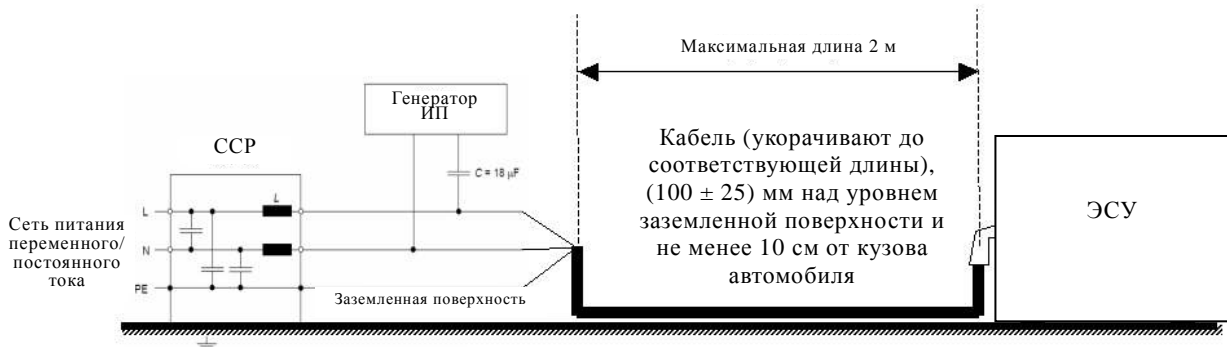 Максимальная длина 2 м
Генератор
ИП
ССР
C = 18 µF
Кабель (укорачивают до
соответствующей длины),
(100 ± 25) мм над уровнем
заземленной поверхности и
не менее 10 см от кузова
автомобиля
ЭСУ
L
L
Сеть питания
переменного/
постоянного
тока
N
PE
Заземленная поверхность